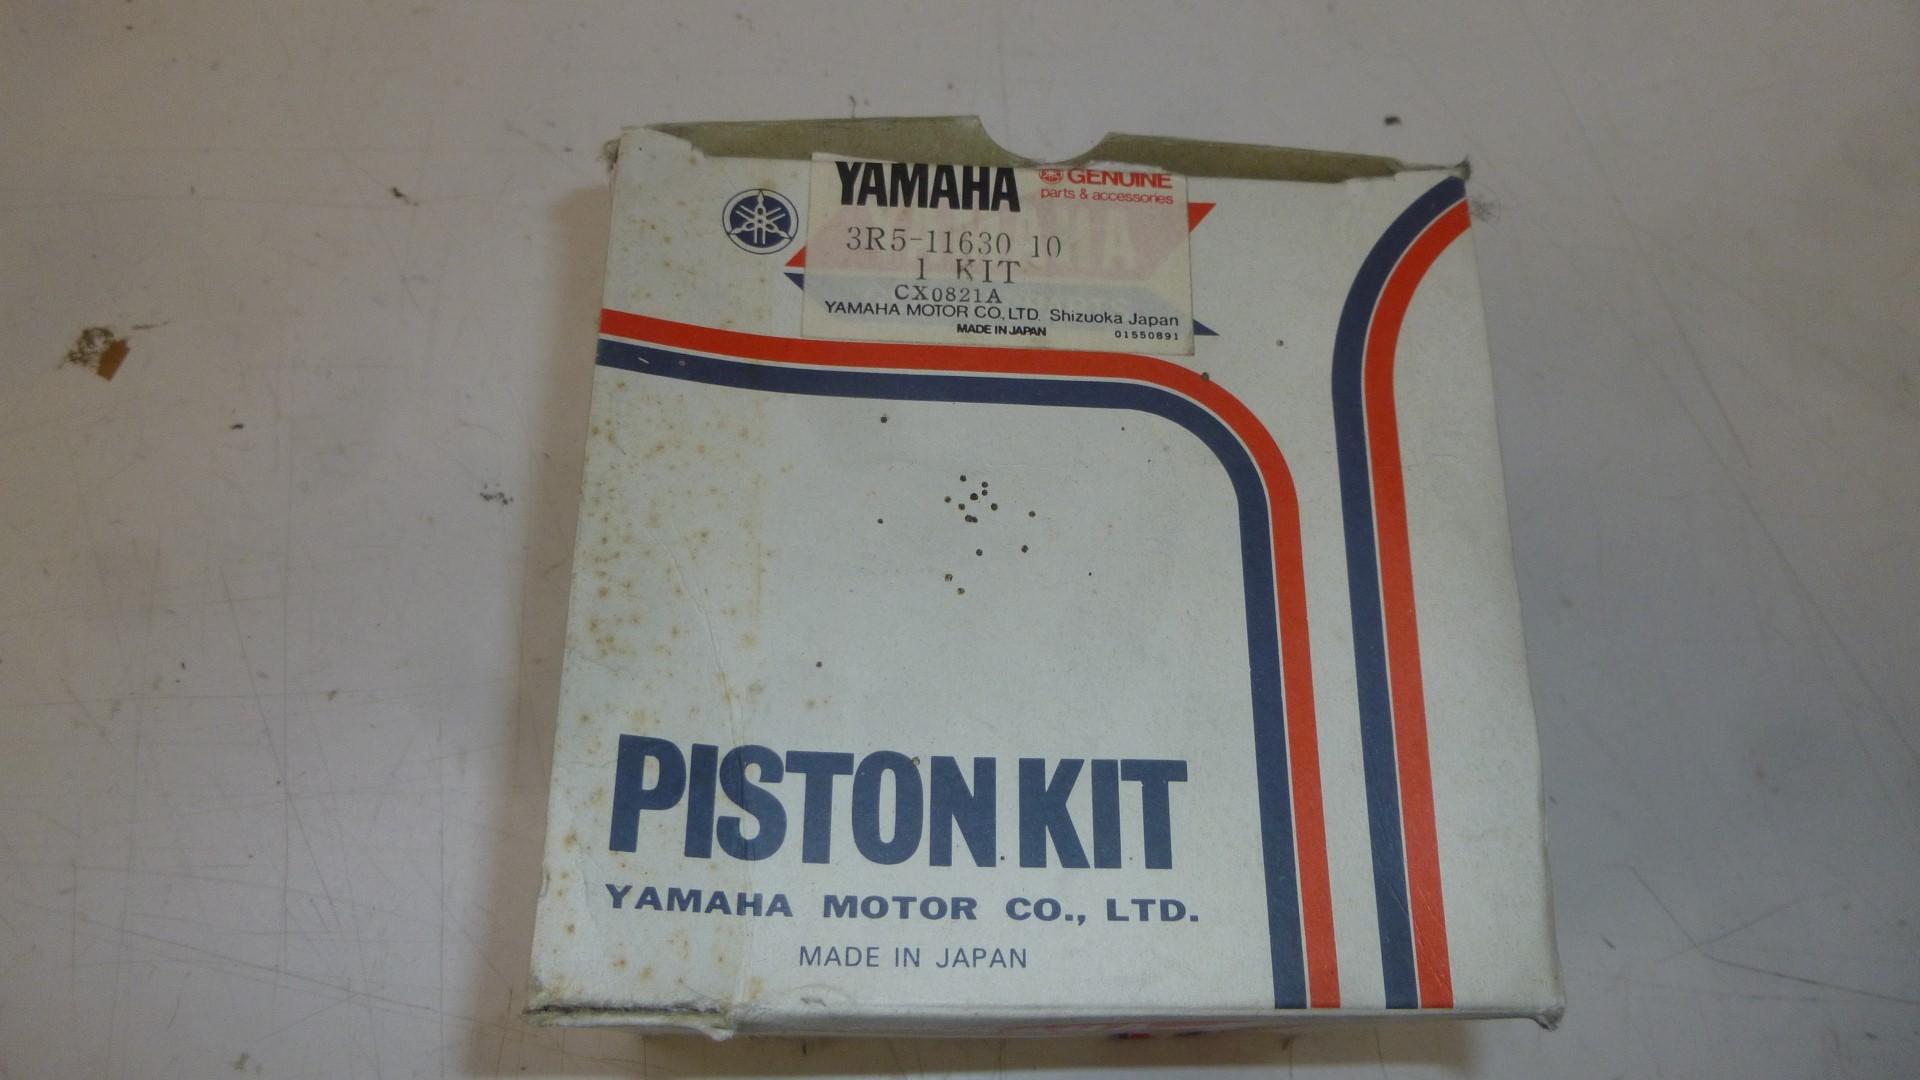 YAMAHA GENUINE
parts & accessories
3R5-11630 10
1 KIT
CX0821A
YAMAHA MOTOR CO., LTD. Shizuoka Japan
MADE IN JAPAN 01550891
PISTON KIT
YAMAHA MOTOR CO., LTD.
MADE IN JAPAN